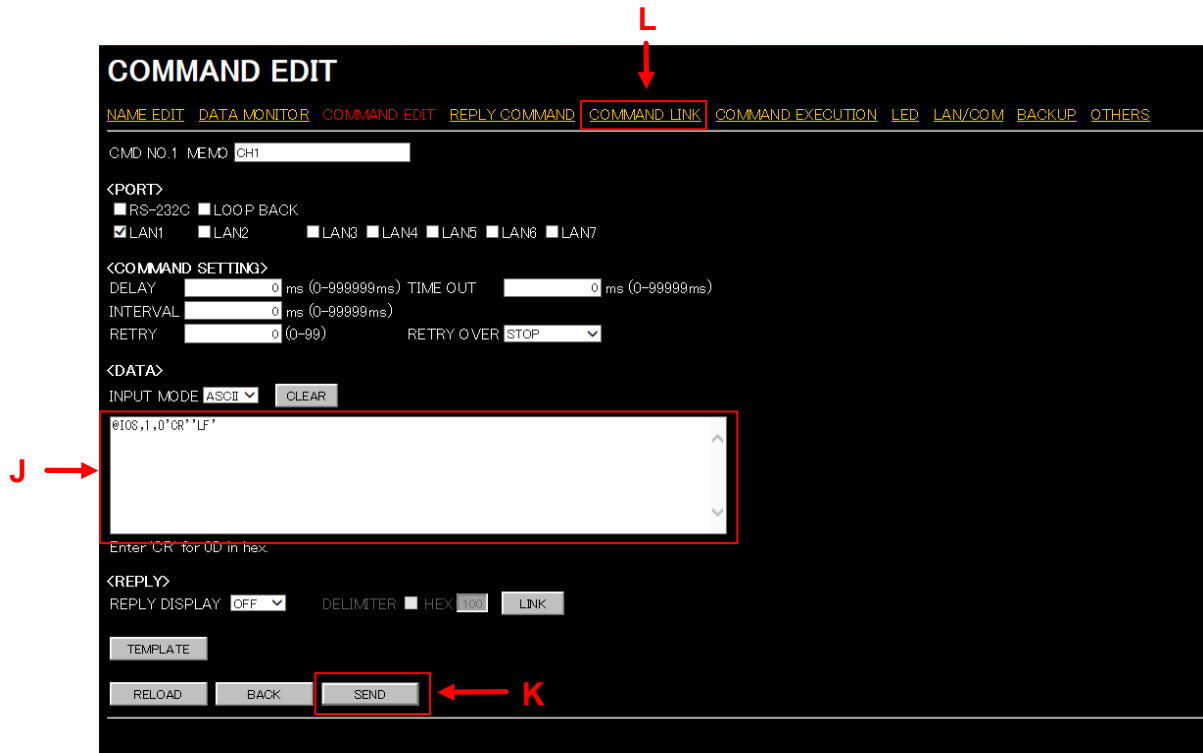 L
COMMAND EDIT
NAME EDIT DATA MONITOR COMMAND EDIT REPLY COMMAND COMMAND LINK COMMAND EXECUTION LED LAN/COM BACKUP OTHERS
CMD NO.1 MEMO CH1
<PORT>
RS-232C LOOP BACK
LAN1 LAN2 LAN3 LAN4 LAN5 LAN6 LAN7
<COMMAND SETTING>
DELAY 0 ms (0-999999ms) TIME OUT 0 ms (0-99999ms)
INTERVAL 0 ms (0-99999ms)
RETRY 0 (0-99) RETRY OVER STOP
<DATA>
INPUT MODE ASCII CLEAR
@IOS,1,0'CR''LF'
J
Enter 'CR' for 0D in hex.
<REPLY>
REPLY DISPLAY OFF DELIMITER HEX 100 LINK
TEMPLATE
RELOAD BACK SEND K